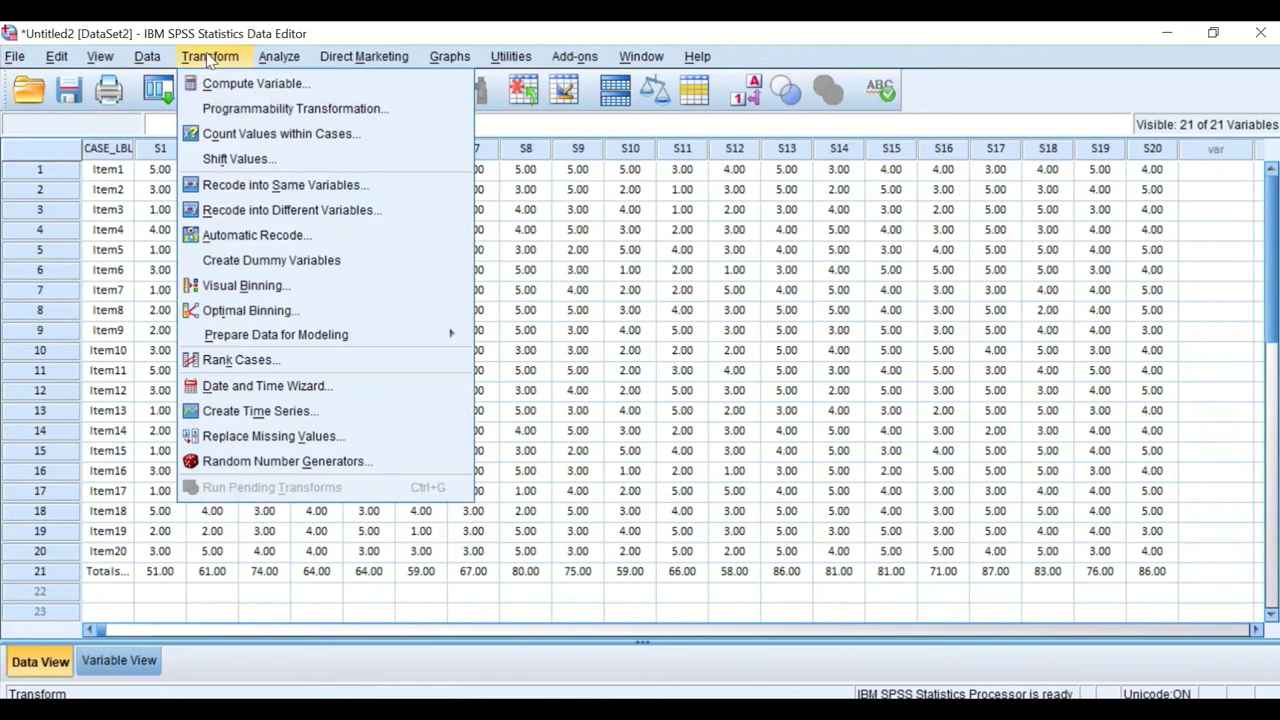 *Untitled2 [DataSet2] - IBM SPSS Statistics Data Editor
File Edit View Data Transform Analyze Direct Marketing Graphs Utilities Add-ons Window Help
Compute Variable...
Programmability Transformation...
Count Values within Cases...
Shift Values...
Recode into Same Variables...
Recode into Different Variables...
Automatic Recode...
Create Dummy Variables
Visual Binning...
Optimal Binning...
Prepare Data for Modeling
Rank Cases...
Date and Time Wizard...
Create Time Series...
Replace Missing Values...
Random Number Generators...
Run Pending Transforms Ctrl+G
1 A A ABC
Visible: 21 of 21 Variables
CASE_LBL S1 7 S8 S9 S10 S11 S12 S13 S14 S15 S16 S17 S18 S19 S20 var
1 Item1 5.00 00 5.00 5.00 5.00 3.00 4.00 5.00 3.00 4.00 4.00 3.00 4.00 5.00 4.00
2 Item2 3.00 00 5.00 5.00 2.00 1.00 3.00 5.00 2.00 5.00 3.00 5.00 3.00 4.00 5.00
3 Item3 1.00 00 4.00 3.00 4.00 1.00 2.00 3.00 4.00 3.00 2.00 5.00 5.00 3.00 4.00
4 Item4 4.00 00 4.00 5.00 3.00 2.00 3.00 4.00 5.00 4.00 3.00 4.00 5.00 4.00 5.00
5 Item5 1.00 00 3.00 2.00 5.00 4.00 3.00 5.00 4.00 3.00 5.00 4.00 3.00 4.00 5.00
6 Item6 3.00 00 5.00 3.00 1.00 2.00 1.00 3.00 4.00 5.00 3.00 4.00 5.00 3.00 4.00
7 Item7 1.00 00 5.00 4.00 2.00 5.00 3.00 5.00 4.00 5.00 4.00 5.00 4.00 3.00 4.00
8 Item8 2.00 00 5.00 5.00 3.00 4.00 3.00 5.00 3.00 4.00 5.00 5.00 2.00 4.00 5.00
9 Item9 2.00 00 5.00 3.00 4.00 5.00 3.00 4.00 5.00 3.00 3.00 5.00 4.00 5.00 3.00
10 Item10 3.00 00 5.00 3.00 2.00 2.00 2.00 3.00 4.00 5.00 5.00 4.00 5.00 3.00 4.00
11 Item11 5.00 00 3.00 5.00 2.00 3.00 4.00 5.00 3.00 4.00 3.00 5.00 5.00 3.00 4.00
12 Item12 3.00 00 3.00 4.00 2.00 5.00 3.00 4.00 5.00 4.00 3.00 5.00 3.00 4.00 5.00
13 Item13 1.00 00 5.00 3.00 4.00 5.00 2.00 3.00 4.00 3.00 2.00 5.00 4.00 3.00 4.00
14 Item14 2.00 00 4.00 5.00 3.00 2.00 3.00 5.00 4.00 4.00 3.00 2.00 3.00 4.00 5.00
15 Item15 1.00 00 3.00 2.00 5.00 4.00 3.00 5.00 4.00 3.00 5.00 4.00 5.00 4.00 3.00
16 Item16 3.00 00 5.00 3.00 1.00 2.00 1.00 3.00 5.00 2.00 3.00 4.00 5.00 5.00 4.00
17 Item17 1.00 00 1.00 4.00 2.00 5.00 3.00 4.00 5.00 4.00 5.00 3.00 4.00 3.00 4.00
18 Item18 5.00 4.00 3.00 4.00 3.00 4.00 3.00 2.00 5.00 3.00 4.00 3.00 5.00 3.00 4.00 3.00 5.00 5.00 4.00 5.00
19 Item19 2.00 2.00 3.00 4.00 5.00 1.00 3.00 5.00 3.00 4.00 5.00 3.00 4.00 5.00 3.00 3.00 5.00 4.00 4.00 3.00
20 Item20 3.00 5.00 4.00 4.00 3.00 3.00 3.00 5.00 3.00 2.00 5.00 2.00 5.00 3.00 4.00 5.00 4.00 5.00 3.00 4.00
21 Totals... 51.00 61.00 74.00 64.00 64.00 59.00 67.00 80.00 75.00 59.00 66.00 58.00 86.00 81.00 81.00 71.00 87.00 83.00 76.00 86.00
22
23
Data View Variable View
Transform IBM SPSS Statistics Processor is ready Unicode:ON